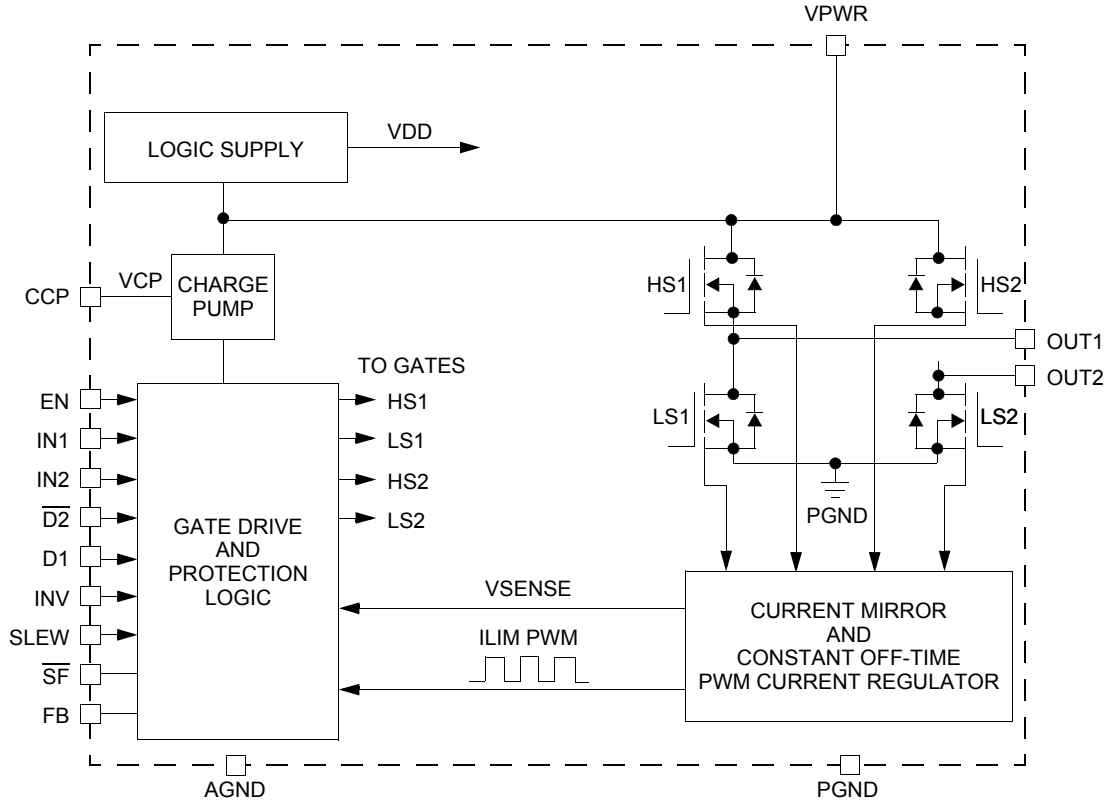 VPWR
LOGIC SUPPLY
VDD
CCP
VCP
CHARGE
PUMP
HS1
HS2
OUT1
OUT2
TO GATES
EN
HS1
LS1
LS2
IN1
LS1
IN2
HS2
D2
LS2
PGND
D1
INV
SLEW
SF
FB
GATE DRIVE
AND
PROTECTION
LOGIC
VSENSE
ILIM PWM
CURRENT MIRROR
AND
CONSTANT OFF-TIME
PWM CURRENT REGULATOR
AGND
PGND